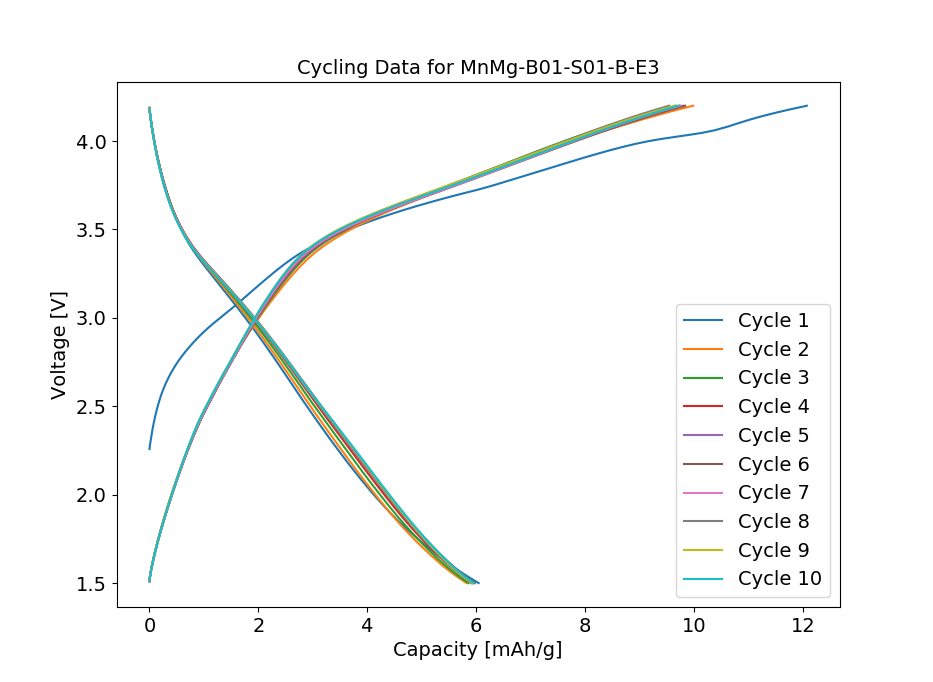 Cycling Data for MnMg-B01-S01-B-E3
Voltage [V]
4.0
3.5
3.0
2.5
2.0
1.5
0
2
4
6
8
10
12
Capacity [mAh/g]
Cycle 1
Cycle 2
Cycle 3
Cycle 4
Cycle 5
Cycle 6
Cycle 7
Cycle 8
Cycle 9
Cycle 10